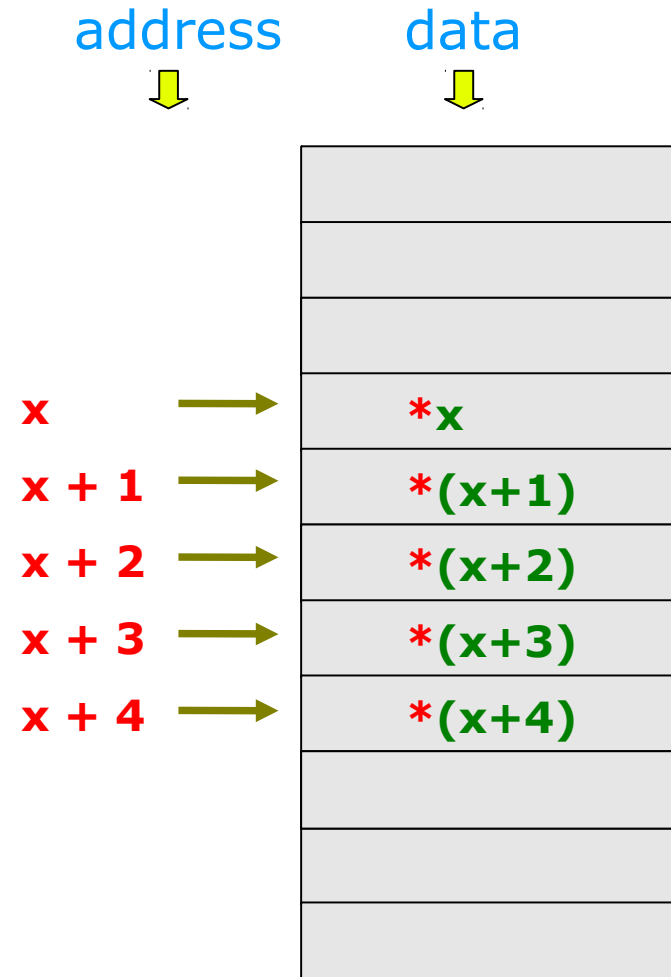 address data
x *x
x + 1 *(x+1)
x + 2 *(x+2)
x + 3 *(x+3)
x + 4 *(x+4)